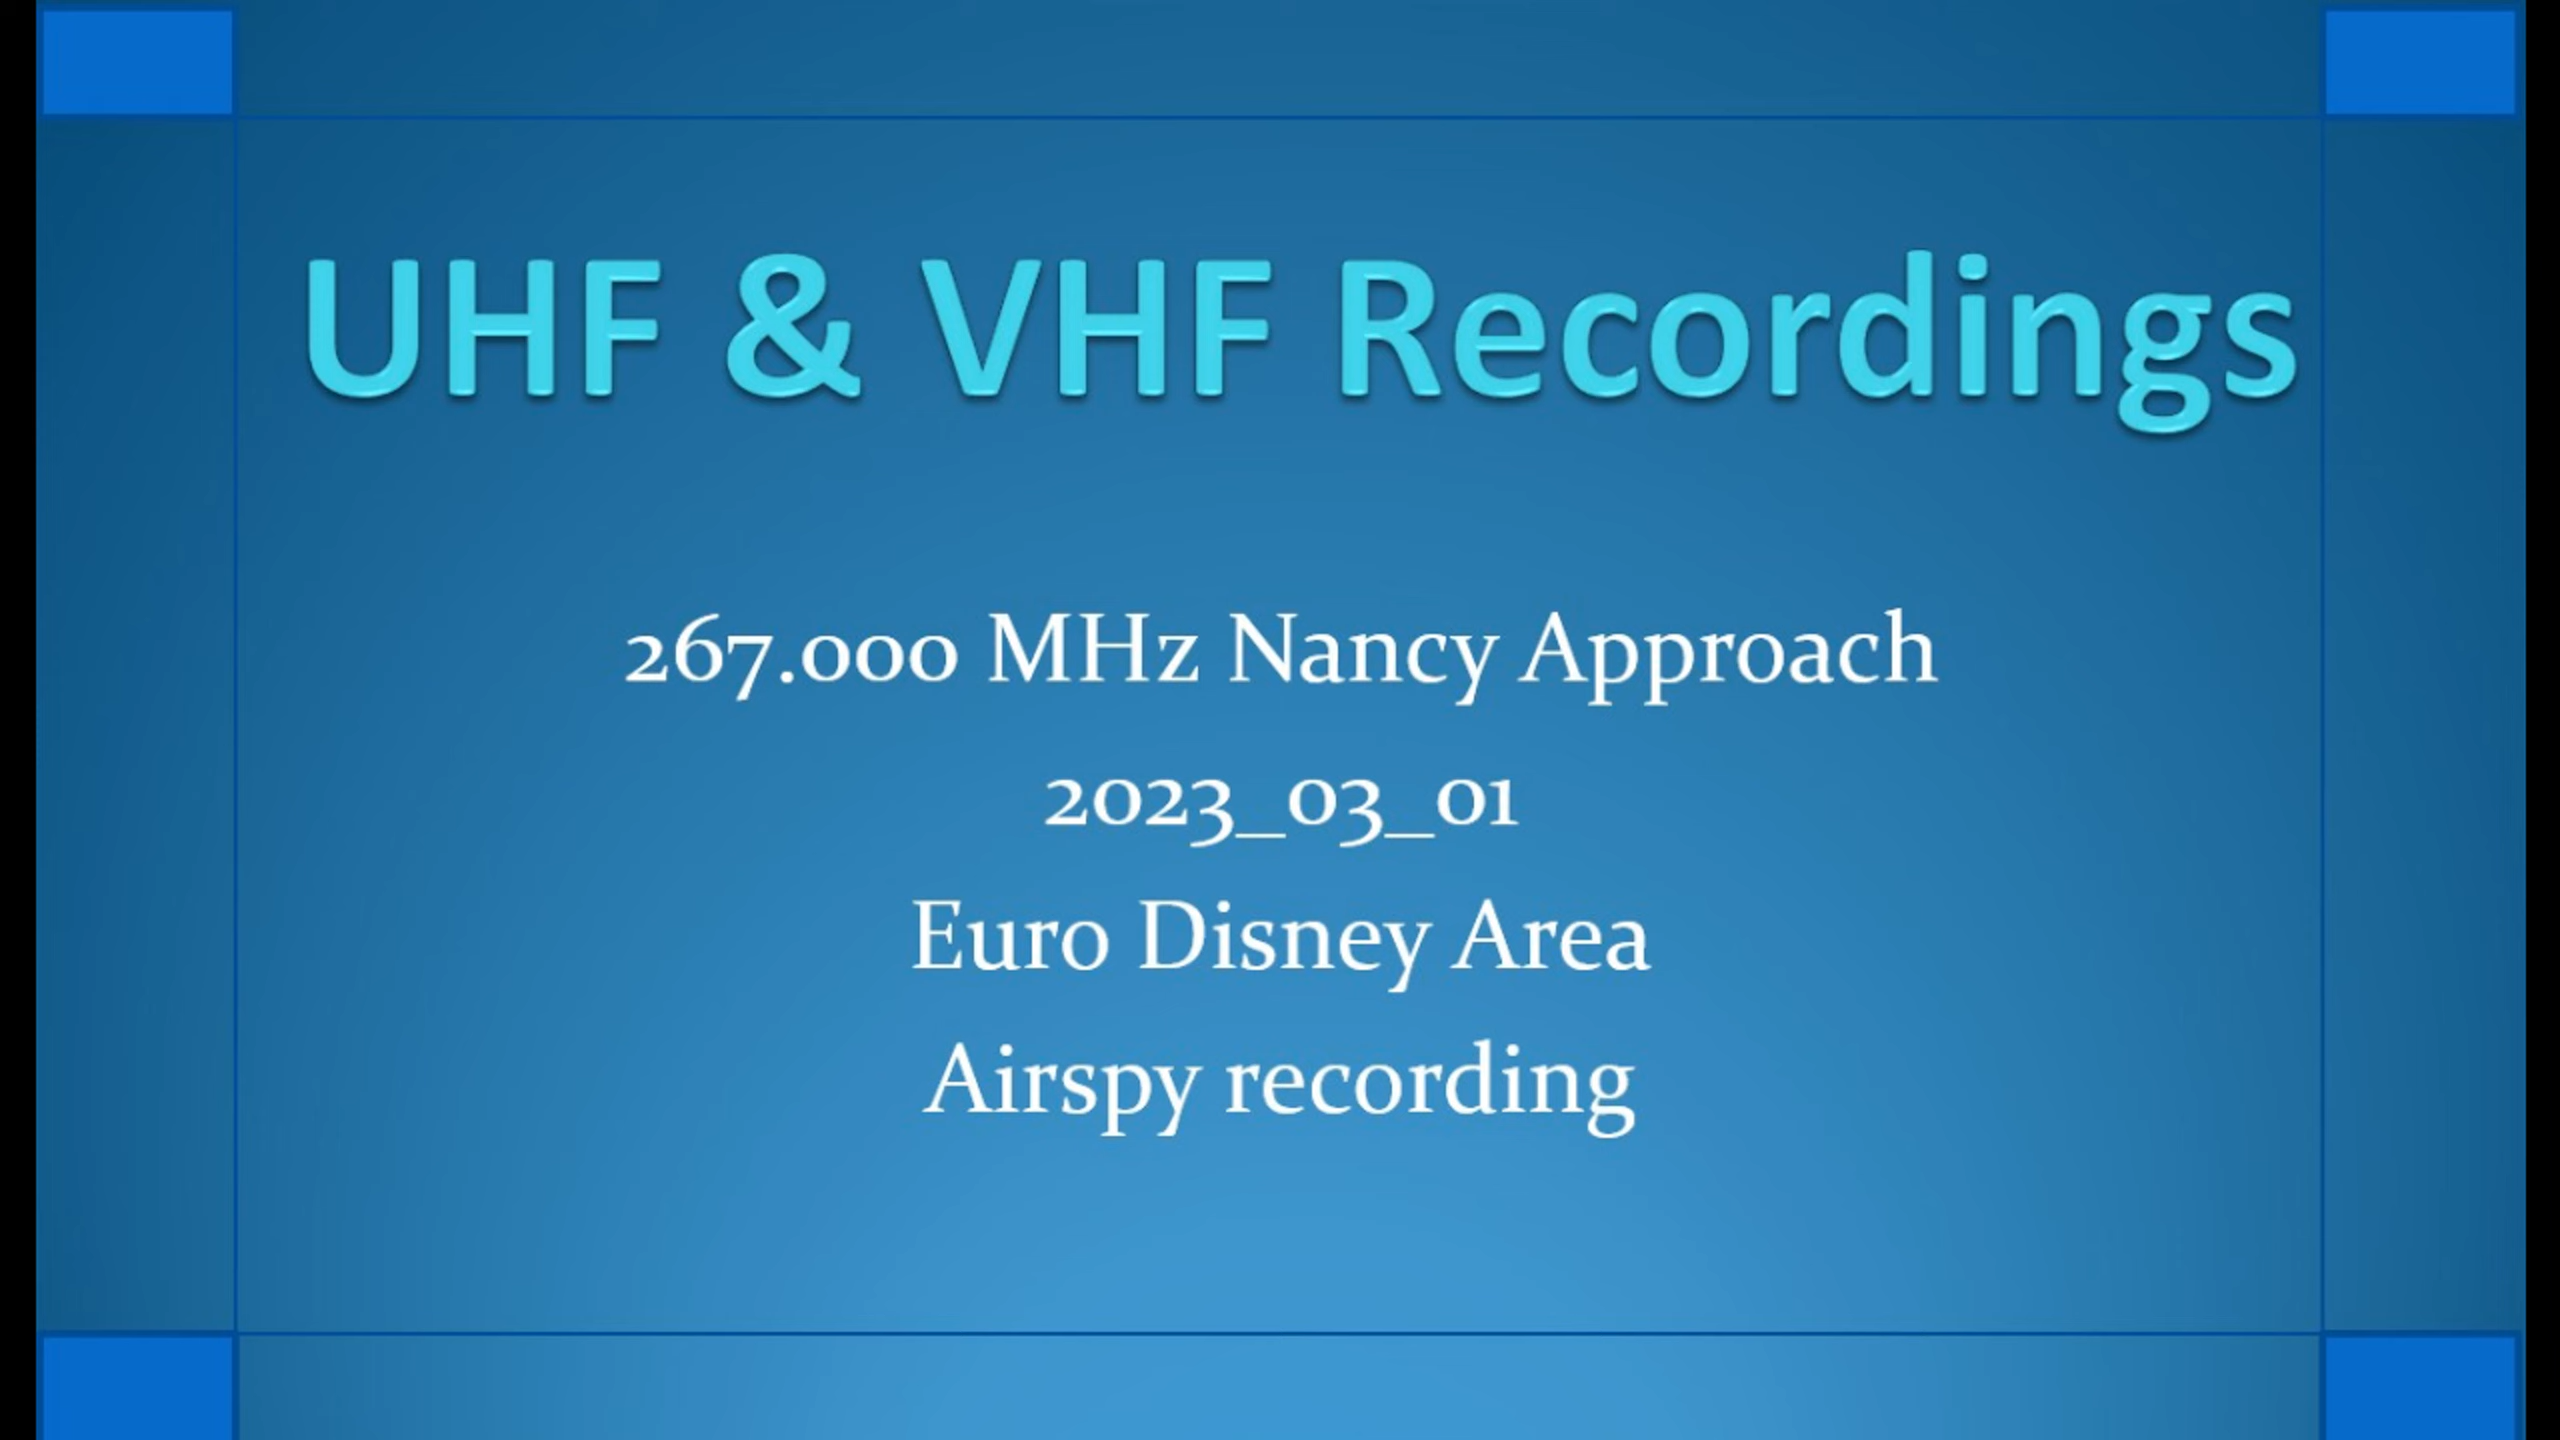 UHF & VHF Recordings
267.000 MHz Nancy Approach
2023_03_01
Euro Disney Area
Airspy recording